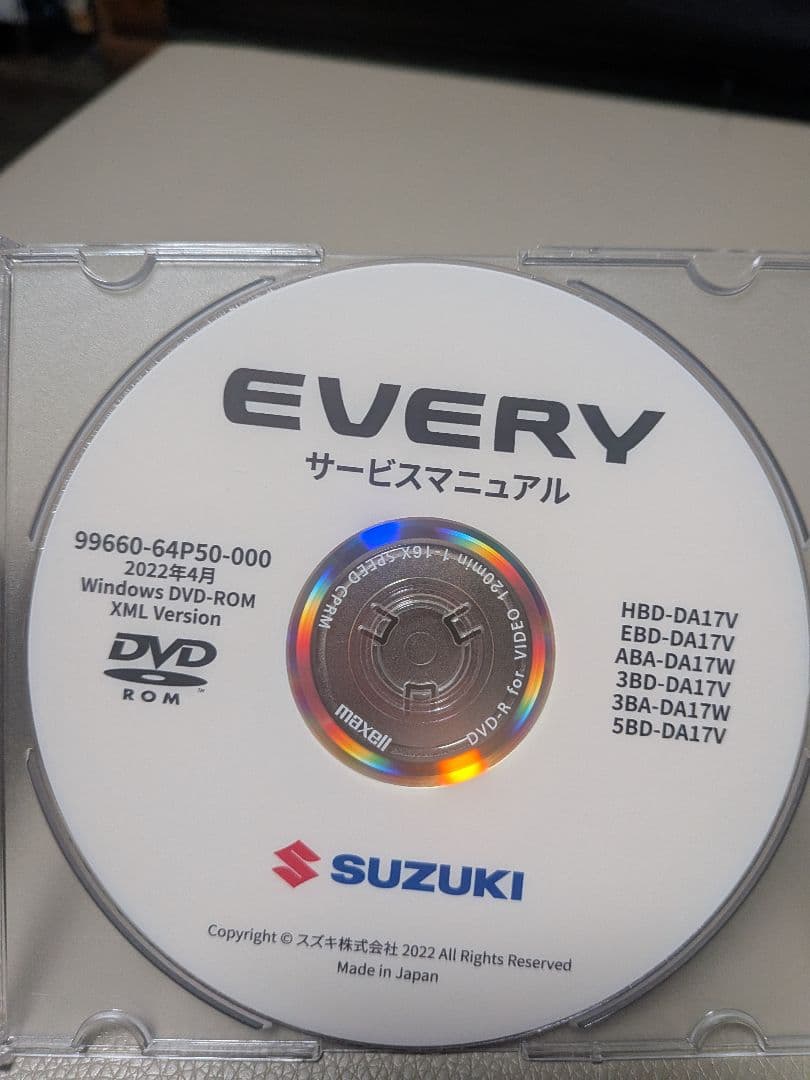 EVERY
サービスマニュアル
99660-64P50-000
2022年4月
Windows DVD-ROM
XML Version
DVD
ROM
TM
HBD-DA17V
EBD-DA17V
ABA-DA17W
3BD-DA17V
3BA-DA17W
5BD-DA17V
maxell
DVD-R for VIDEO 120min 1-16X SPEED CPRM
SUZUKI
Copyright © スズキ株式会社 2022 All Rights Reserved
Made in Japan